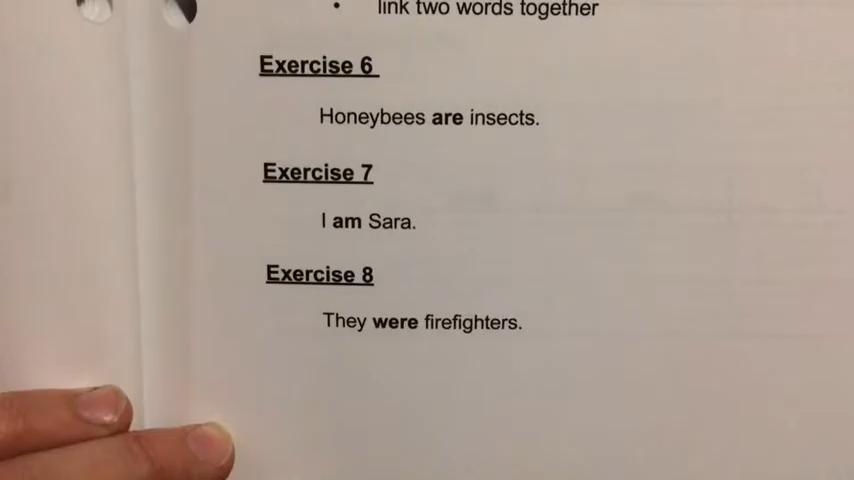 • link two words together
Exercise 6
Honeybees are insects.
Exercise 7
I am Sara.
Exercise 8
They were firefighters.